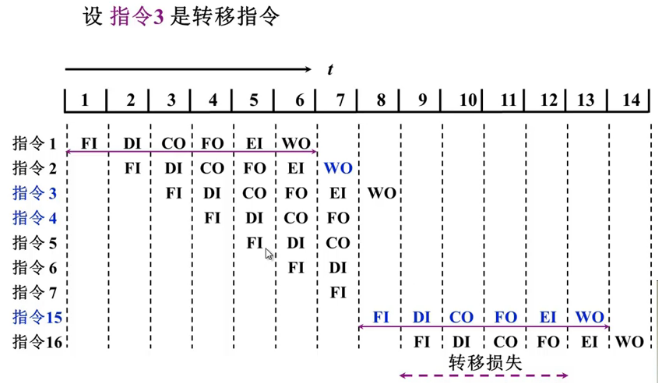 设 指令3 是转移指令
t
1 2 3 4 5 6 7 8 9 10 11 12 13 14
指令 1 FI DI CO FO EI WO
指令 2 FI DI CO FO EI WO
指令 3 FI DI CO FO EI WO
指令 4 FI DI CO FO
指令 5 FI DI CO
指令 6 FI DI
指令 7 FI
指令15 FI DI CO FO EI WO
指令16 FI DI CO FO EI WO
转移损失